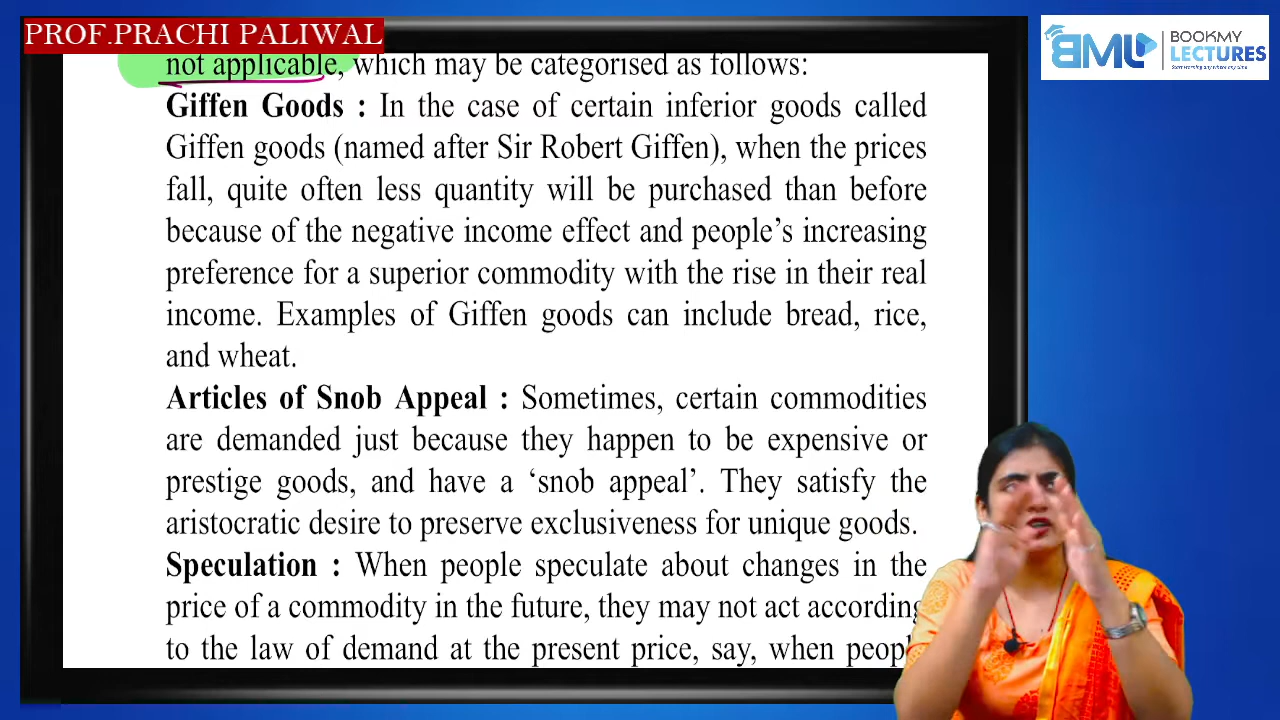 PROF.PRACHI PALIWAL
BML
BOOKMY
LECTURES
Start learning any where any time
not applicable, which may be categorised as follows:
Giffen Goods : In the case of certain inferior goods called
Giffen goods (named after Sir Robert Giffen), when the prices
fall, quite often less quantity will be purchased than before
because of the negative income effect and people’s increasing
preference for a superior commodity with the rise in their real
income. Examples of Giffen goods can include bread, rice,
and wheat.
Articles of Snob Appeal : Sometimes, certain commodities
are demanded just because they happen to be expensive or
prestige goods, and have a ‘snob appeal’. They satisfy the
aristocratic desire to preserve exclusiveness for unique goods.
Speculation : When people speculate about changes in the
price of a commodity in the future, they may not act according
to the law of demand at the present price, say, when peopl